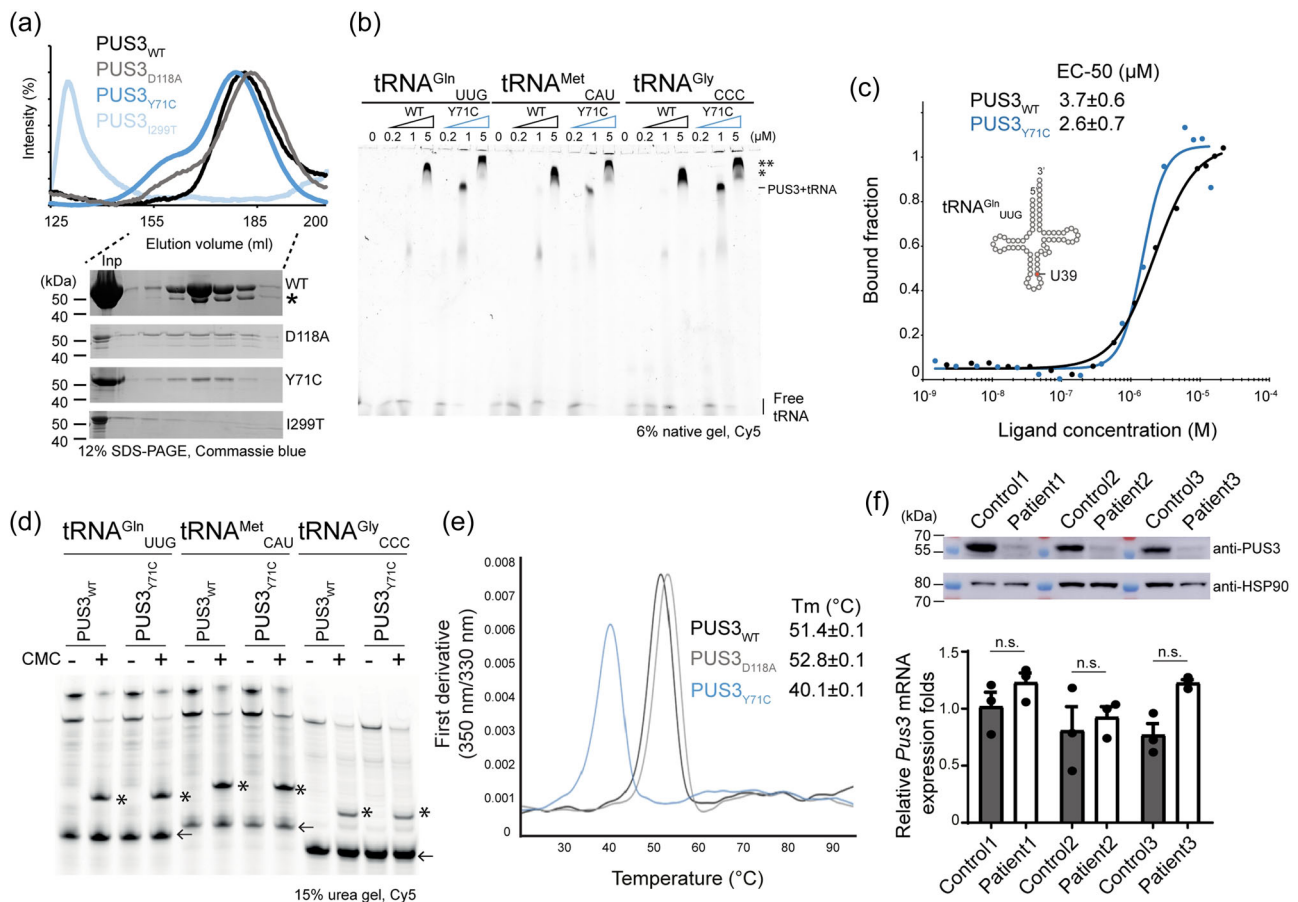 (a)
PUS3WT
PUS3D118A
PUS3Y71C
PUS3I299T
Intensity (%)
125 155 185 200
Elution volume (ml)
Inp
(kDa)
50
40
WT
*
50
40
D118A
50
40
Y71C
50
40
I299T
12% SDS-PAGE, Commassie blue
(b)
tRNAGlnUUG tRNAMetCAU tRNAGlyCCC
WT Y71C WT Y71C WT Y71C
0 0.2 1 5 0.2 1 5 0 0.2 1 5 0.2 1 5 0 0.2 1 5 0.2 1 5 (μM)
**
*
PUS3+tRNA
Free
tRNA
6% native gel, Cy5
(c)
EC-50 (μM)
PUS3WT 3.7±0.6
PUS3Y71C 2.6±0.7
Bound fraction
1
0.8
0.6
0.4
0.2
0
tRNAGlnUUG
3'
5'
U39
10-9 10-8 10-7 10-6 10-5 10-4
Ligand concentration (M)
(d)
tRNAGlnUUG tRNAMetCAU tRNAGlyCCC
PUS3WT PUS3Y71C PUS3WT PUS3Y71C PUS3WT PUS3Y71C
CMC - + - + - + - + - + - +
* * * * * *
← ← ←
15% urea gel, Cy5
(e)
First derivative
(350 nm/330 nm)
0.008
0.007
0.006
0.005
0.004
0.003
0.002
0.001
0
Tm (°C)
PUS3WT 51.4±0.1
PUS3D118A 52.8±0.1
PUS3Y71C 40.1±0.1
30 40 50 60 70 80 90
Temperature (°C)
(f)
Control1 Patient1 Control2 Patient2 Control3 Patient3
(kDa)
70
55
anti-PUS3
80
70
anti-HSP90
Relative Pus3 mRNA
expression folds
1.5
1.0
0.5
0.0
n.s. n.s. n.s.
Control1 Patient1 Control2 Patient2 Control3 Patient3